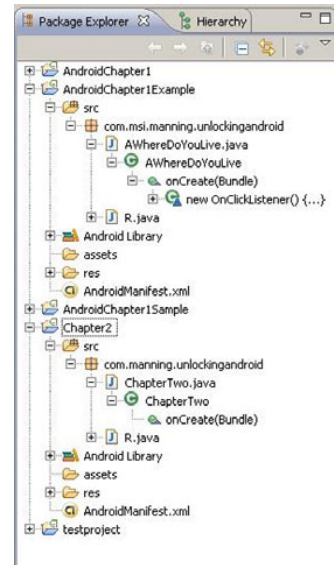 Package Explorer Hierarchy
AndroidChapter1
AndroidChapter1Example
src
com.msi.manning.unlockingandroid
AWhereDoYouLive.java
AWhereDoYouLive
onCreate(Bundle)
new OnClickListener() {...}
R.java
Android Library
assets
res
AndroidManifest.xml
AndroidChapter1Sample
Chapter2
src
com.manning.unlockingandroid
ChapterTwo.java
ChapterTwo
onCreate(Bundle)
R.java
Android Library
assets
res
AndroidManifest.xml
testproject